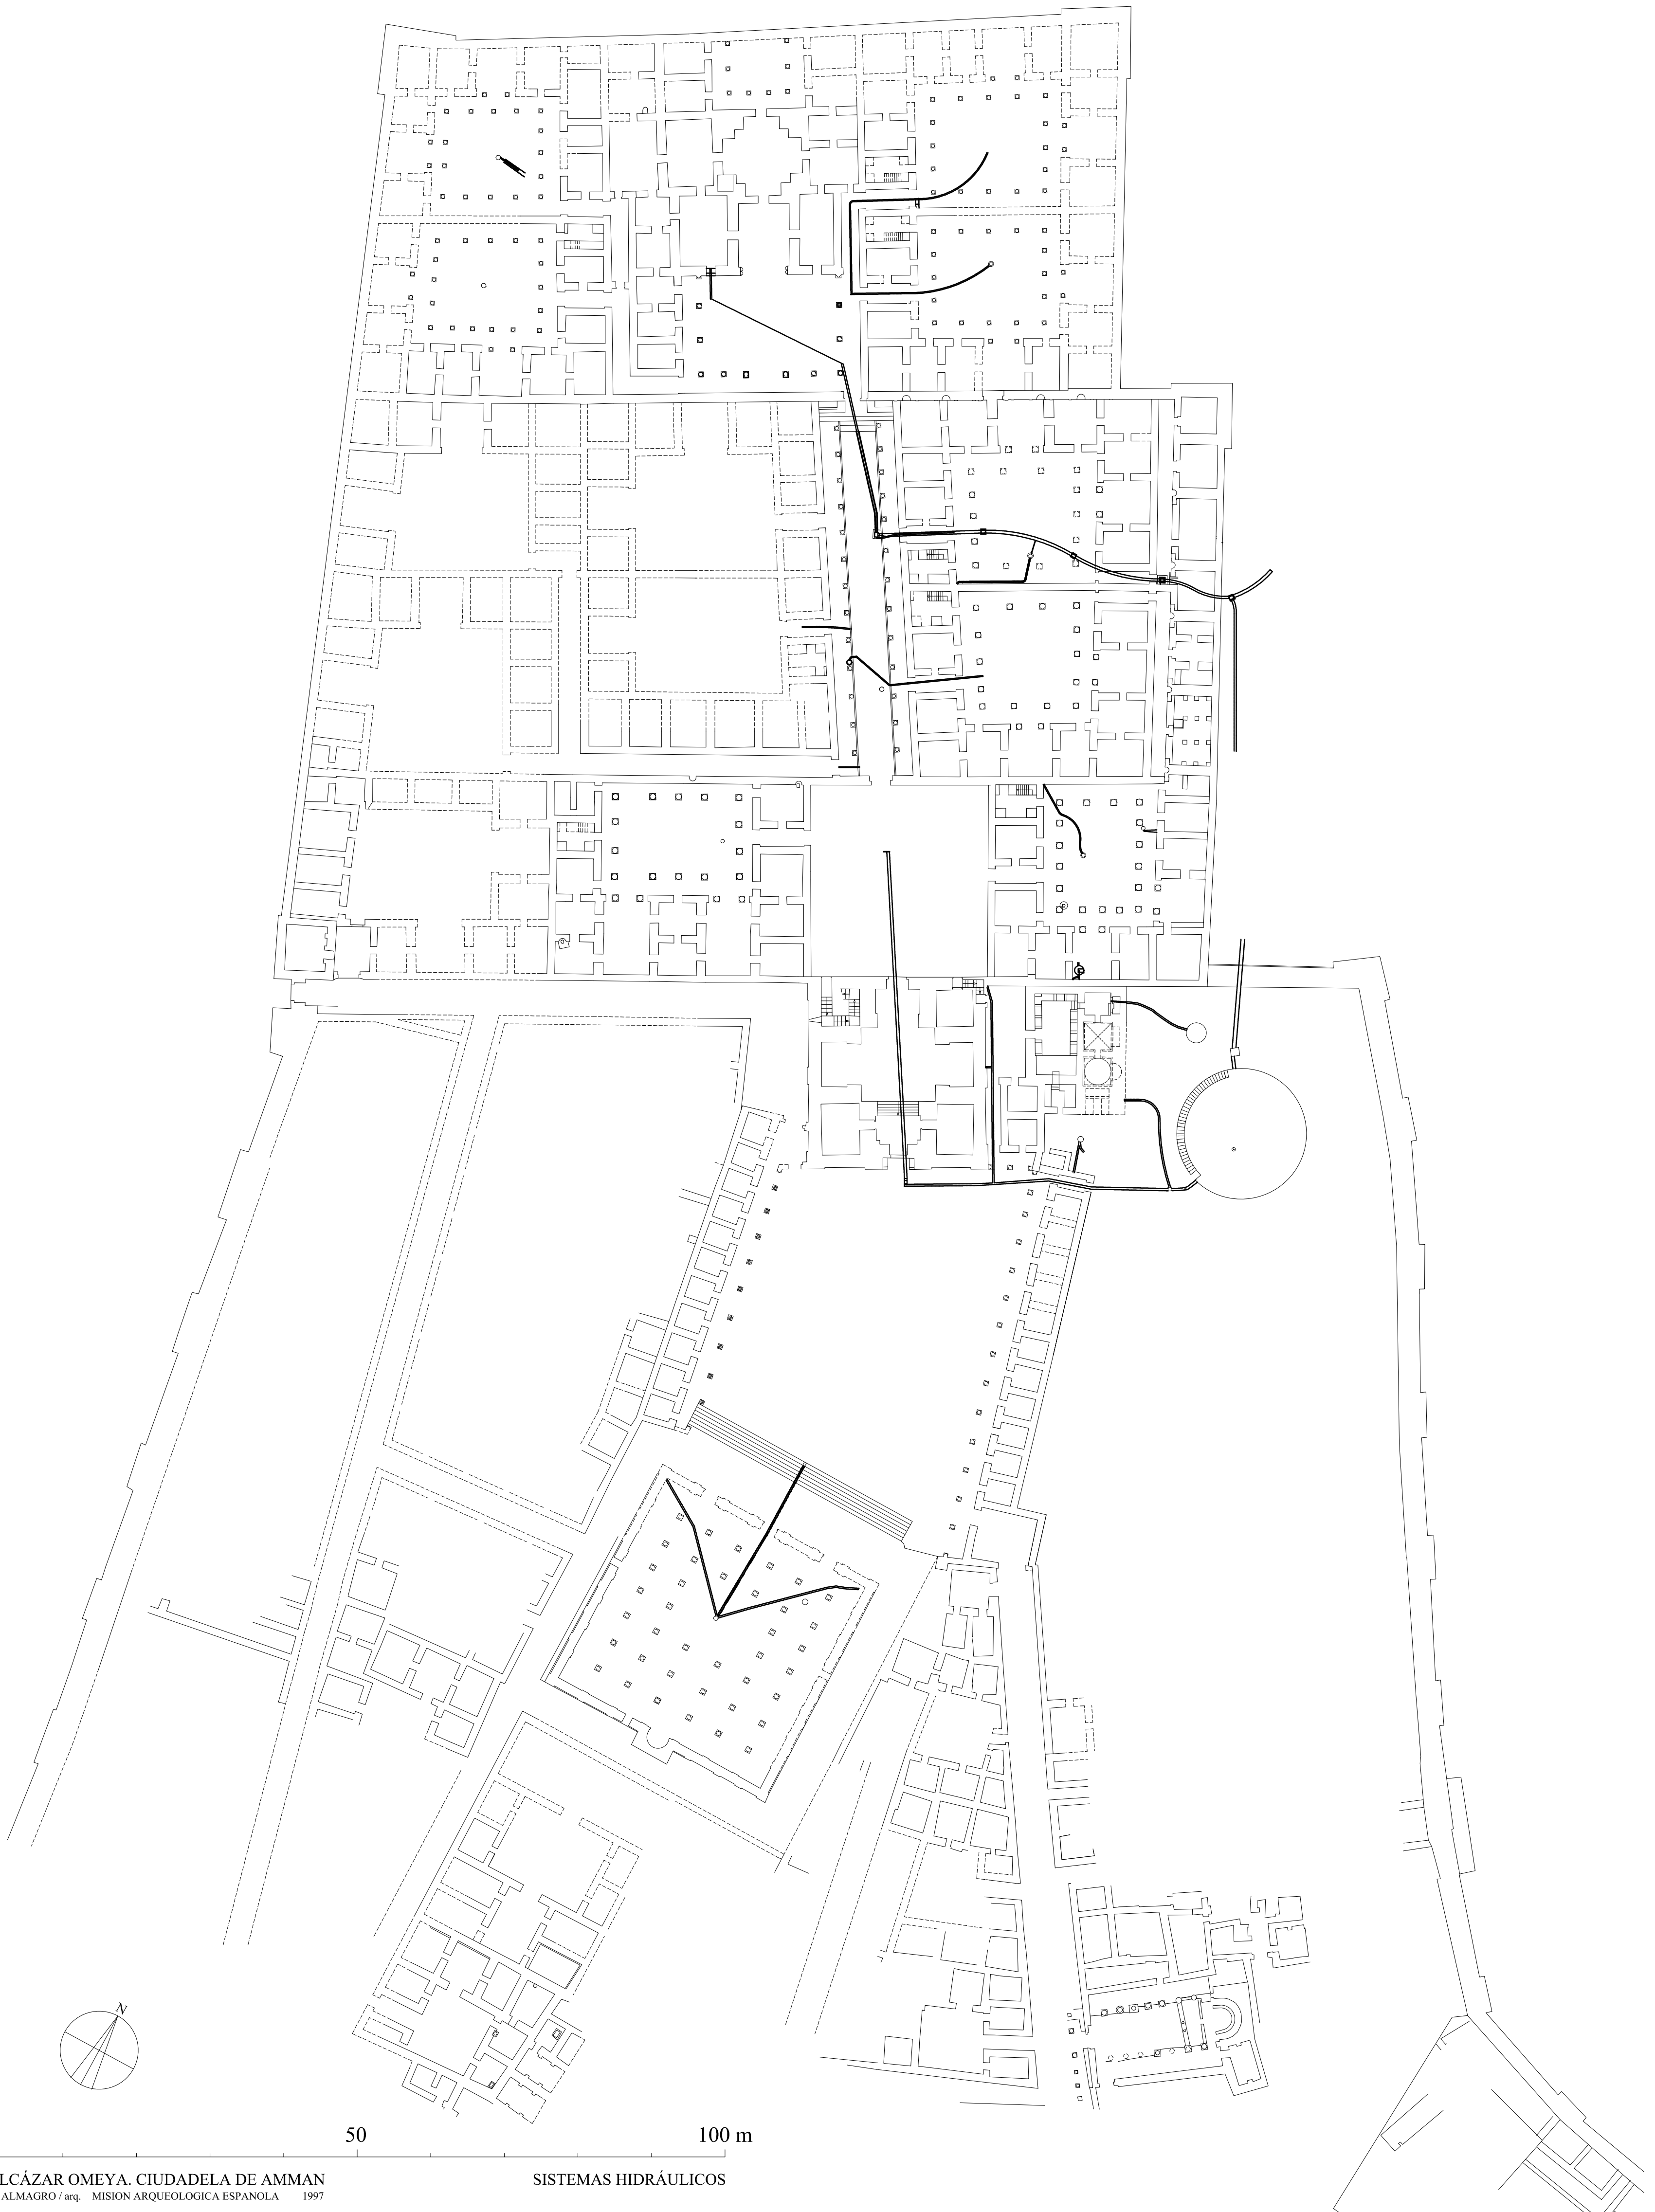 N
50 100 m
LCÁZAR OMEYA. CIUDADELA DE AMMAN SISTEMAS HIDRÁULICOS
ALMAGRO / arq. MISION ARQUEOLOGICA ESPANOLA 1997